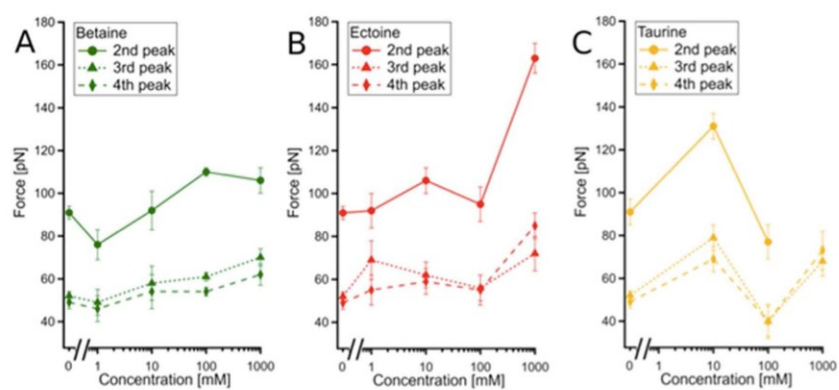 A
Betaine
2nd peak
3rd peak
4th peak
Force [pN]
180
160
140
120
100
80
60
40
0 1 10 100 1000
Concentration [mM]
B
Ectoine
2nd peak
3rd peak
4th peak
Force [pN]
180
160
140
120
100
80
60
40
0 1 10 100 1000
Concentration [mM]
C
Taurine
2nd peak
3rd peak
4th peak
Force [pN]
180
160
140
120
100
80
60
40
0 1 10 100 1000
Concentration [mM]